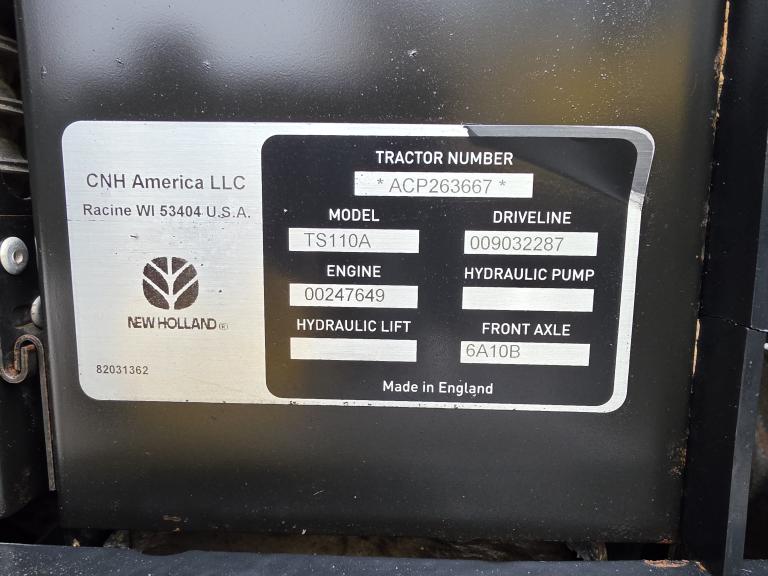 CNH America LLC
Racine WI 53404 U.S.A.
NEW HOLLAND ®
82031362
TRACTOR NUMBER
* ACP263667 *
MODEL DRIVELINE
TS110A 009032287
ENGINE HYDRAULIC PUMP
00247649
HYDRAULIC LIFT FRONT AXLE
6A10B
Made in England